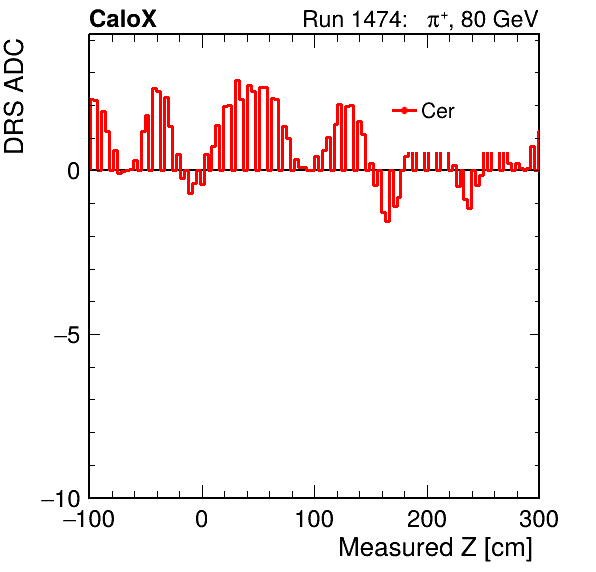 CaloX Run 1474: π⁺, 80 GeV
DRS ADC
Cer
0
−5
−10
−100 0 100 200 300
Measured Z [cm]